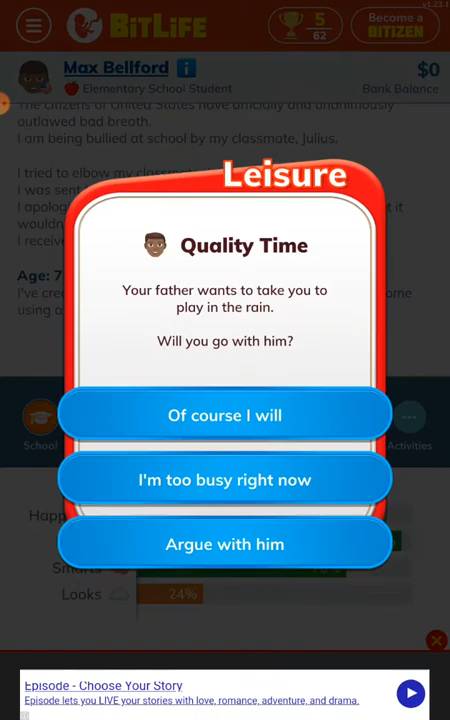 v1.23.1
BITLIFE
5
62
Become a
BITIZEN
Max Bellford
$0
Elementary School Student
Bank Balance
The citizens of United States have officially and unanimously
outlawed bad breath.
I am being bullied at school by my classmate, Julius.
I tried to elbow my
I was sent
I apolog
it
wouldn
I receive
Age: 7
I've cre
ome
using
Leisure
Quality Time
Your father wants to take you to
play in the rain.
Will you go with him?
Of course I will
I'm too busy right now
Argue with him
School
Activities
Happ
Smarts
Looks
24%
Episode - Choose Your Story
Episode lets you LIVE your stories with love, romance, adventure, and drama.